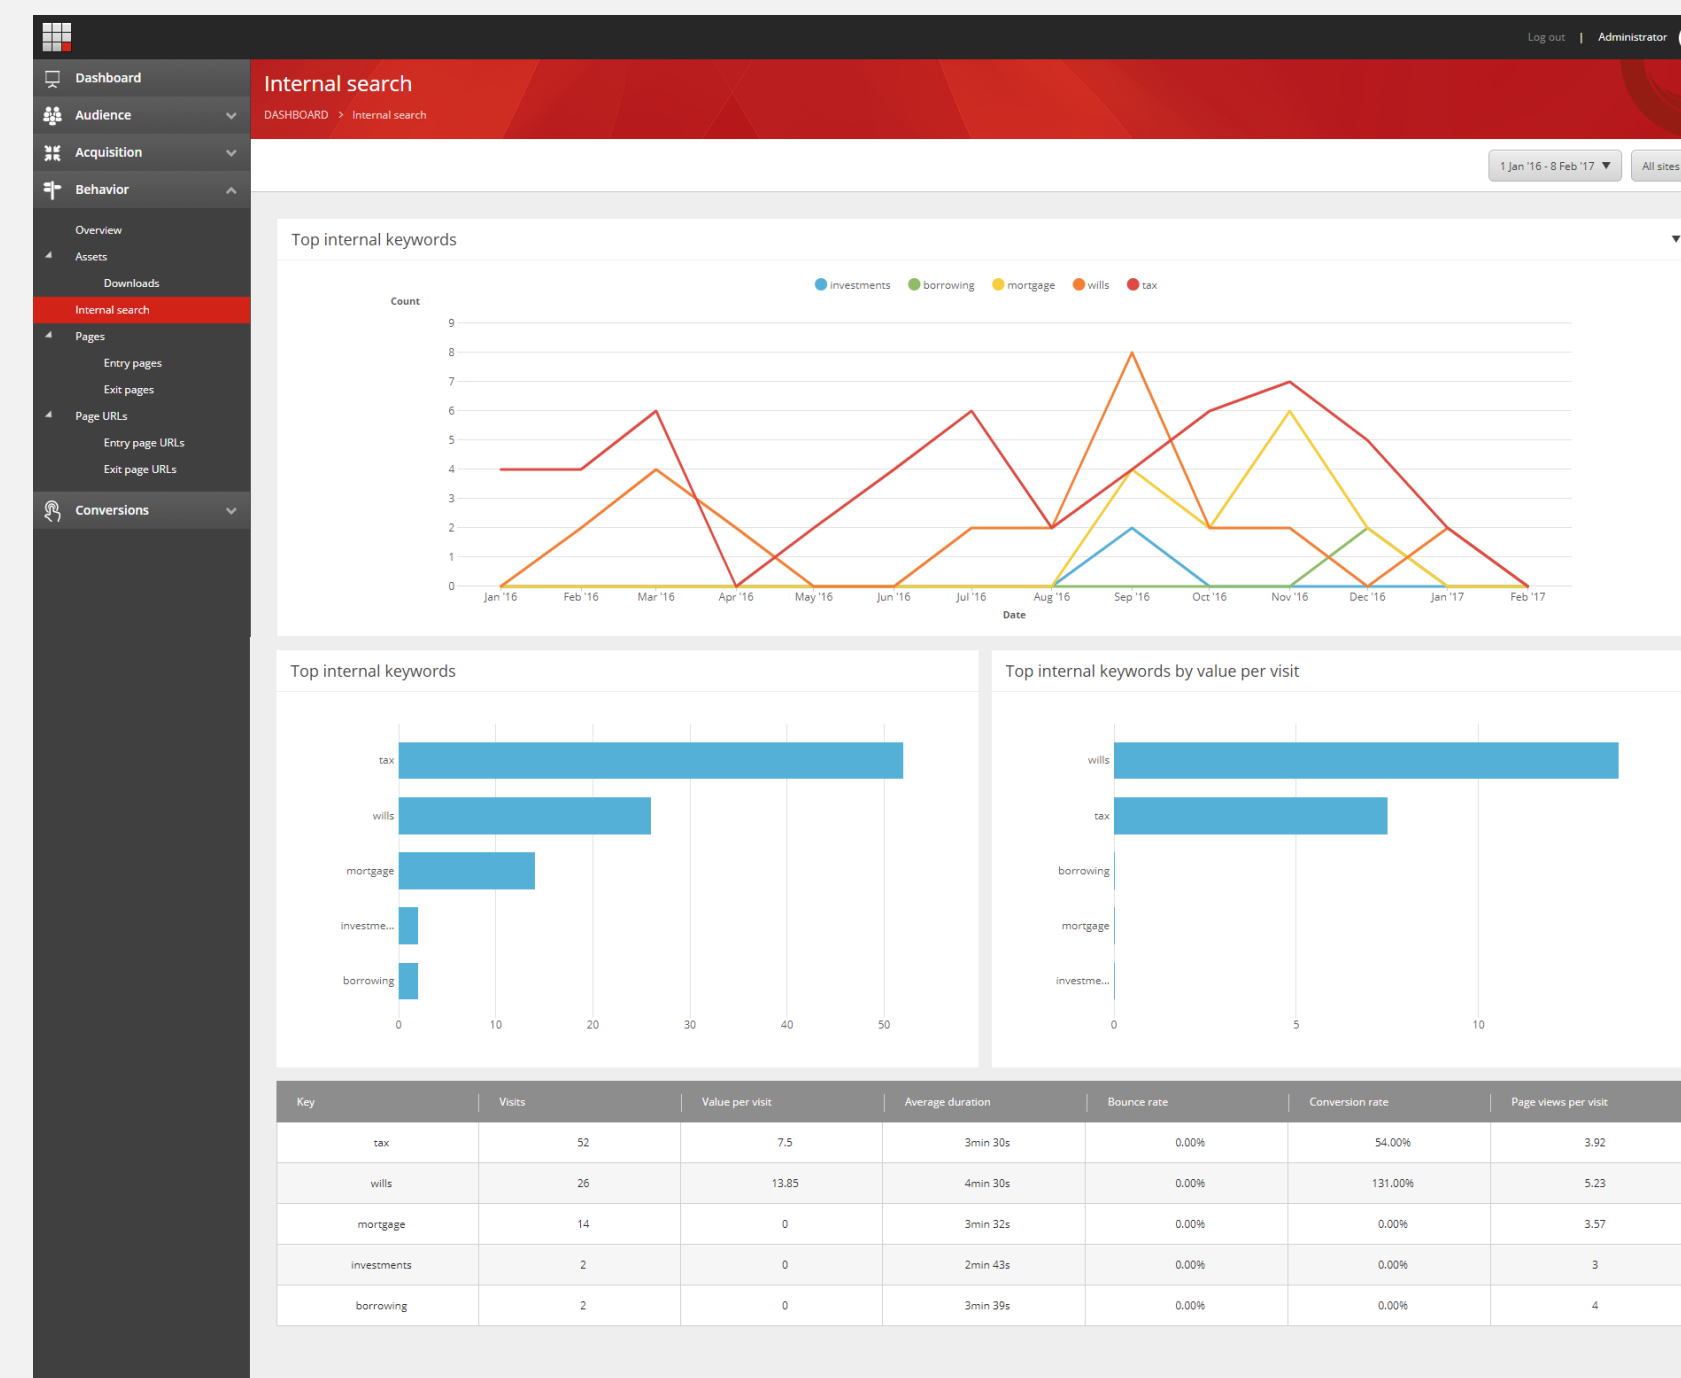 Log out | Administrator
Dashboard
Audience
Acquisition
Behavior
Overview
Assets
Downloads
Internal search
Pages
Entry pages
Exit pages
Page URLs
Entry page URLs
Exit page URLs
Conversions
Internal search
DASHBOARD > Internal search
1 Jan '16 - 8 Feb '17
All sites
Top internal keywords
investments borrowing mortgage wills tax
Count
9
8
7
6
5
4
3
2
1
0
Jan '16 Feb '16 Mar '16 Apr '16 May '16 Jun '16 Jul '16 Aug '16 Sep '16 Oct '16 Nov '16 Dec '16 Jan '17 Feb '17
Date
Top internal keywords
tax
wills
mortgage
investme...
borrowing
0 10 20 30 40 50
Top internal keywords by value per visit
wills
tax
borrowing
mortgage
investme...
0 5 10
Key Visits Value per visit Average duration Bounce rate Conversion rate Page views per visit
tax 52 7.5 3min 30s 0.00% 54.00% 3.92
wills 26 13.85 4min 30s 0.00% 131.00% 5.23
mortgage 14 0 3min 32s 0.00% 0.00% 3.57
investments 2 0 2min 43s 0.00% 0.00% 3
borrowing 2 0 3min 39s 0.00% 0.00% 4